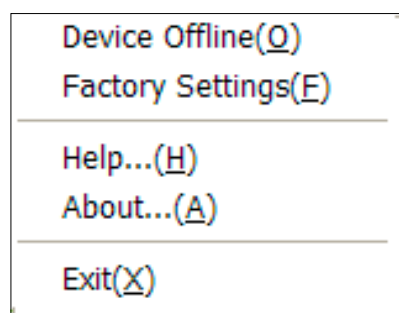 Device Offline(O)
Factory Settings(F)
Help...(H)
About...(A)
Exit(X)